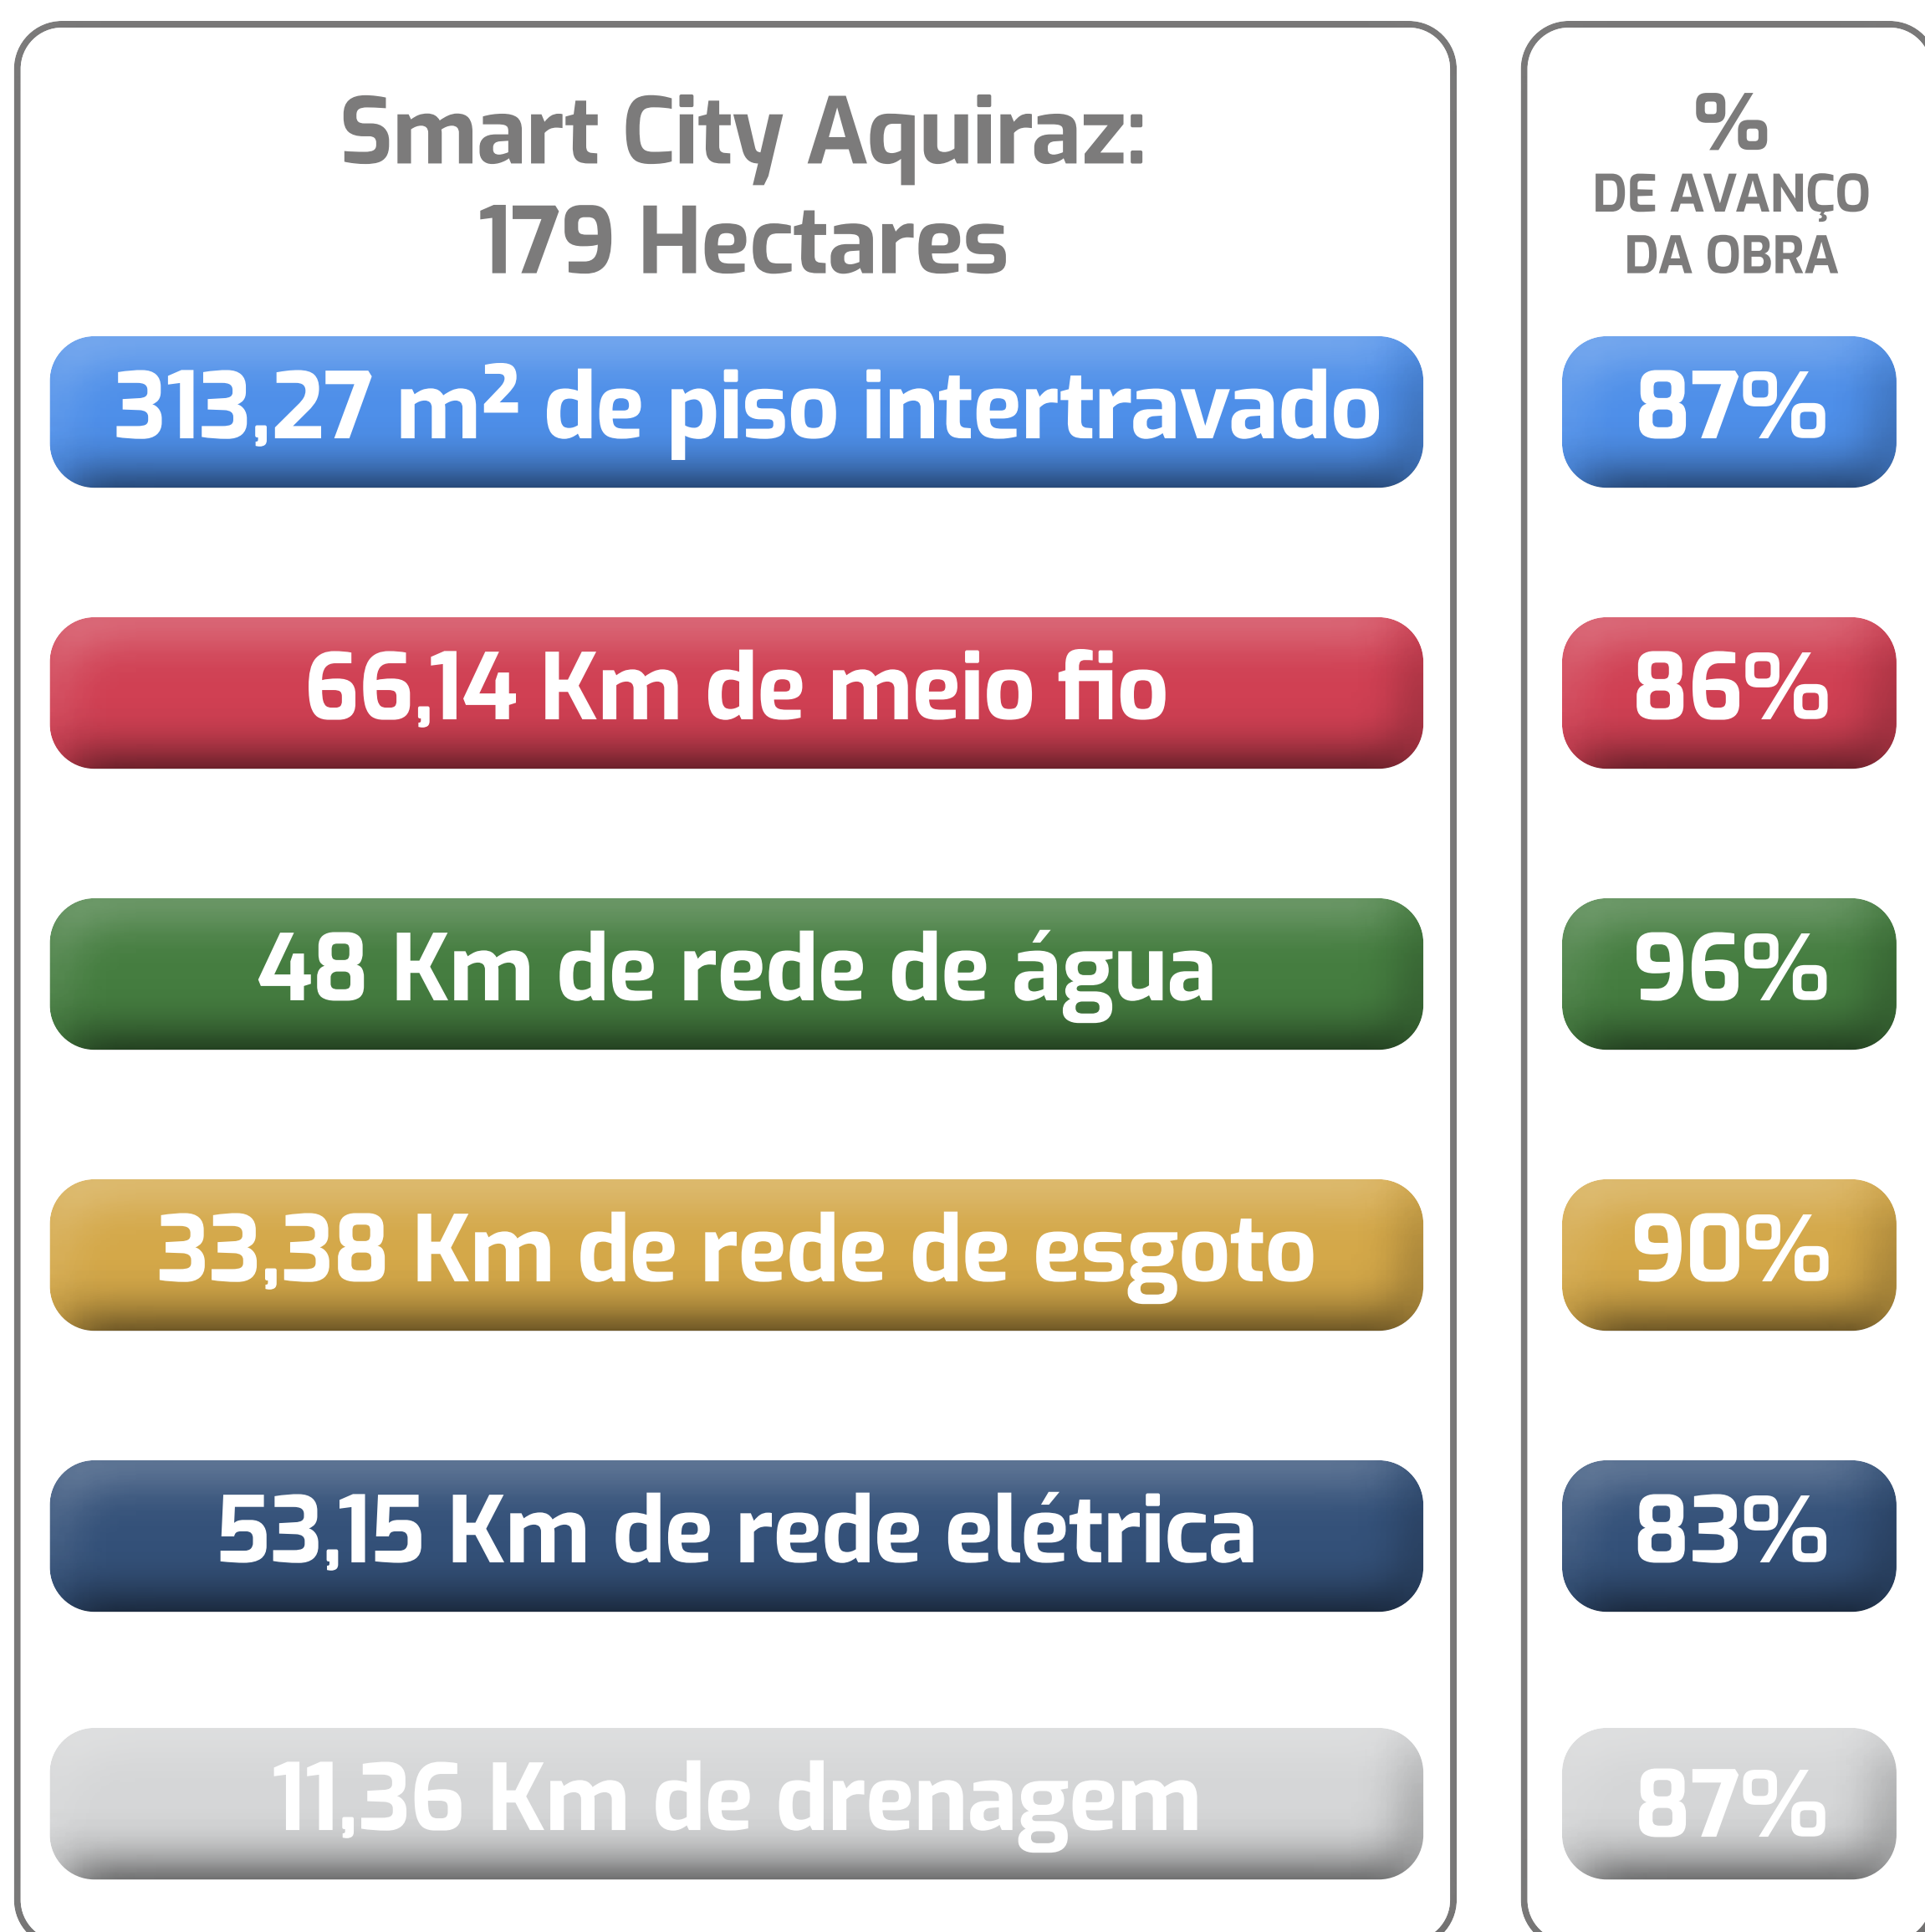 Smart City Aquiraz:
179 Hectares
%
DE AVANÇO
DA OBRA
313,27 m² de piso intertravado
87%
66,14 Km de meio fio
86%
48 Km de rede de água
96%
33,38 Km de rede de esgoto
90%
53,15 Km de rede elétrica
83%
11,36 Km de drenagem
87%